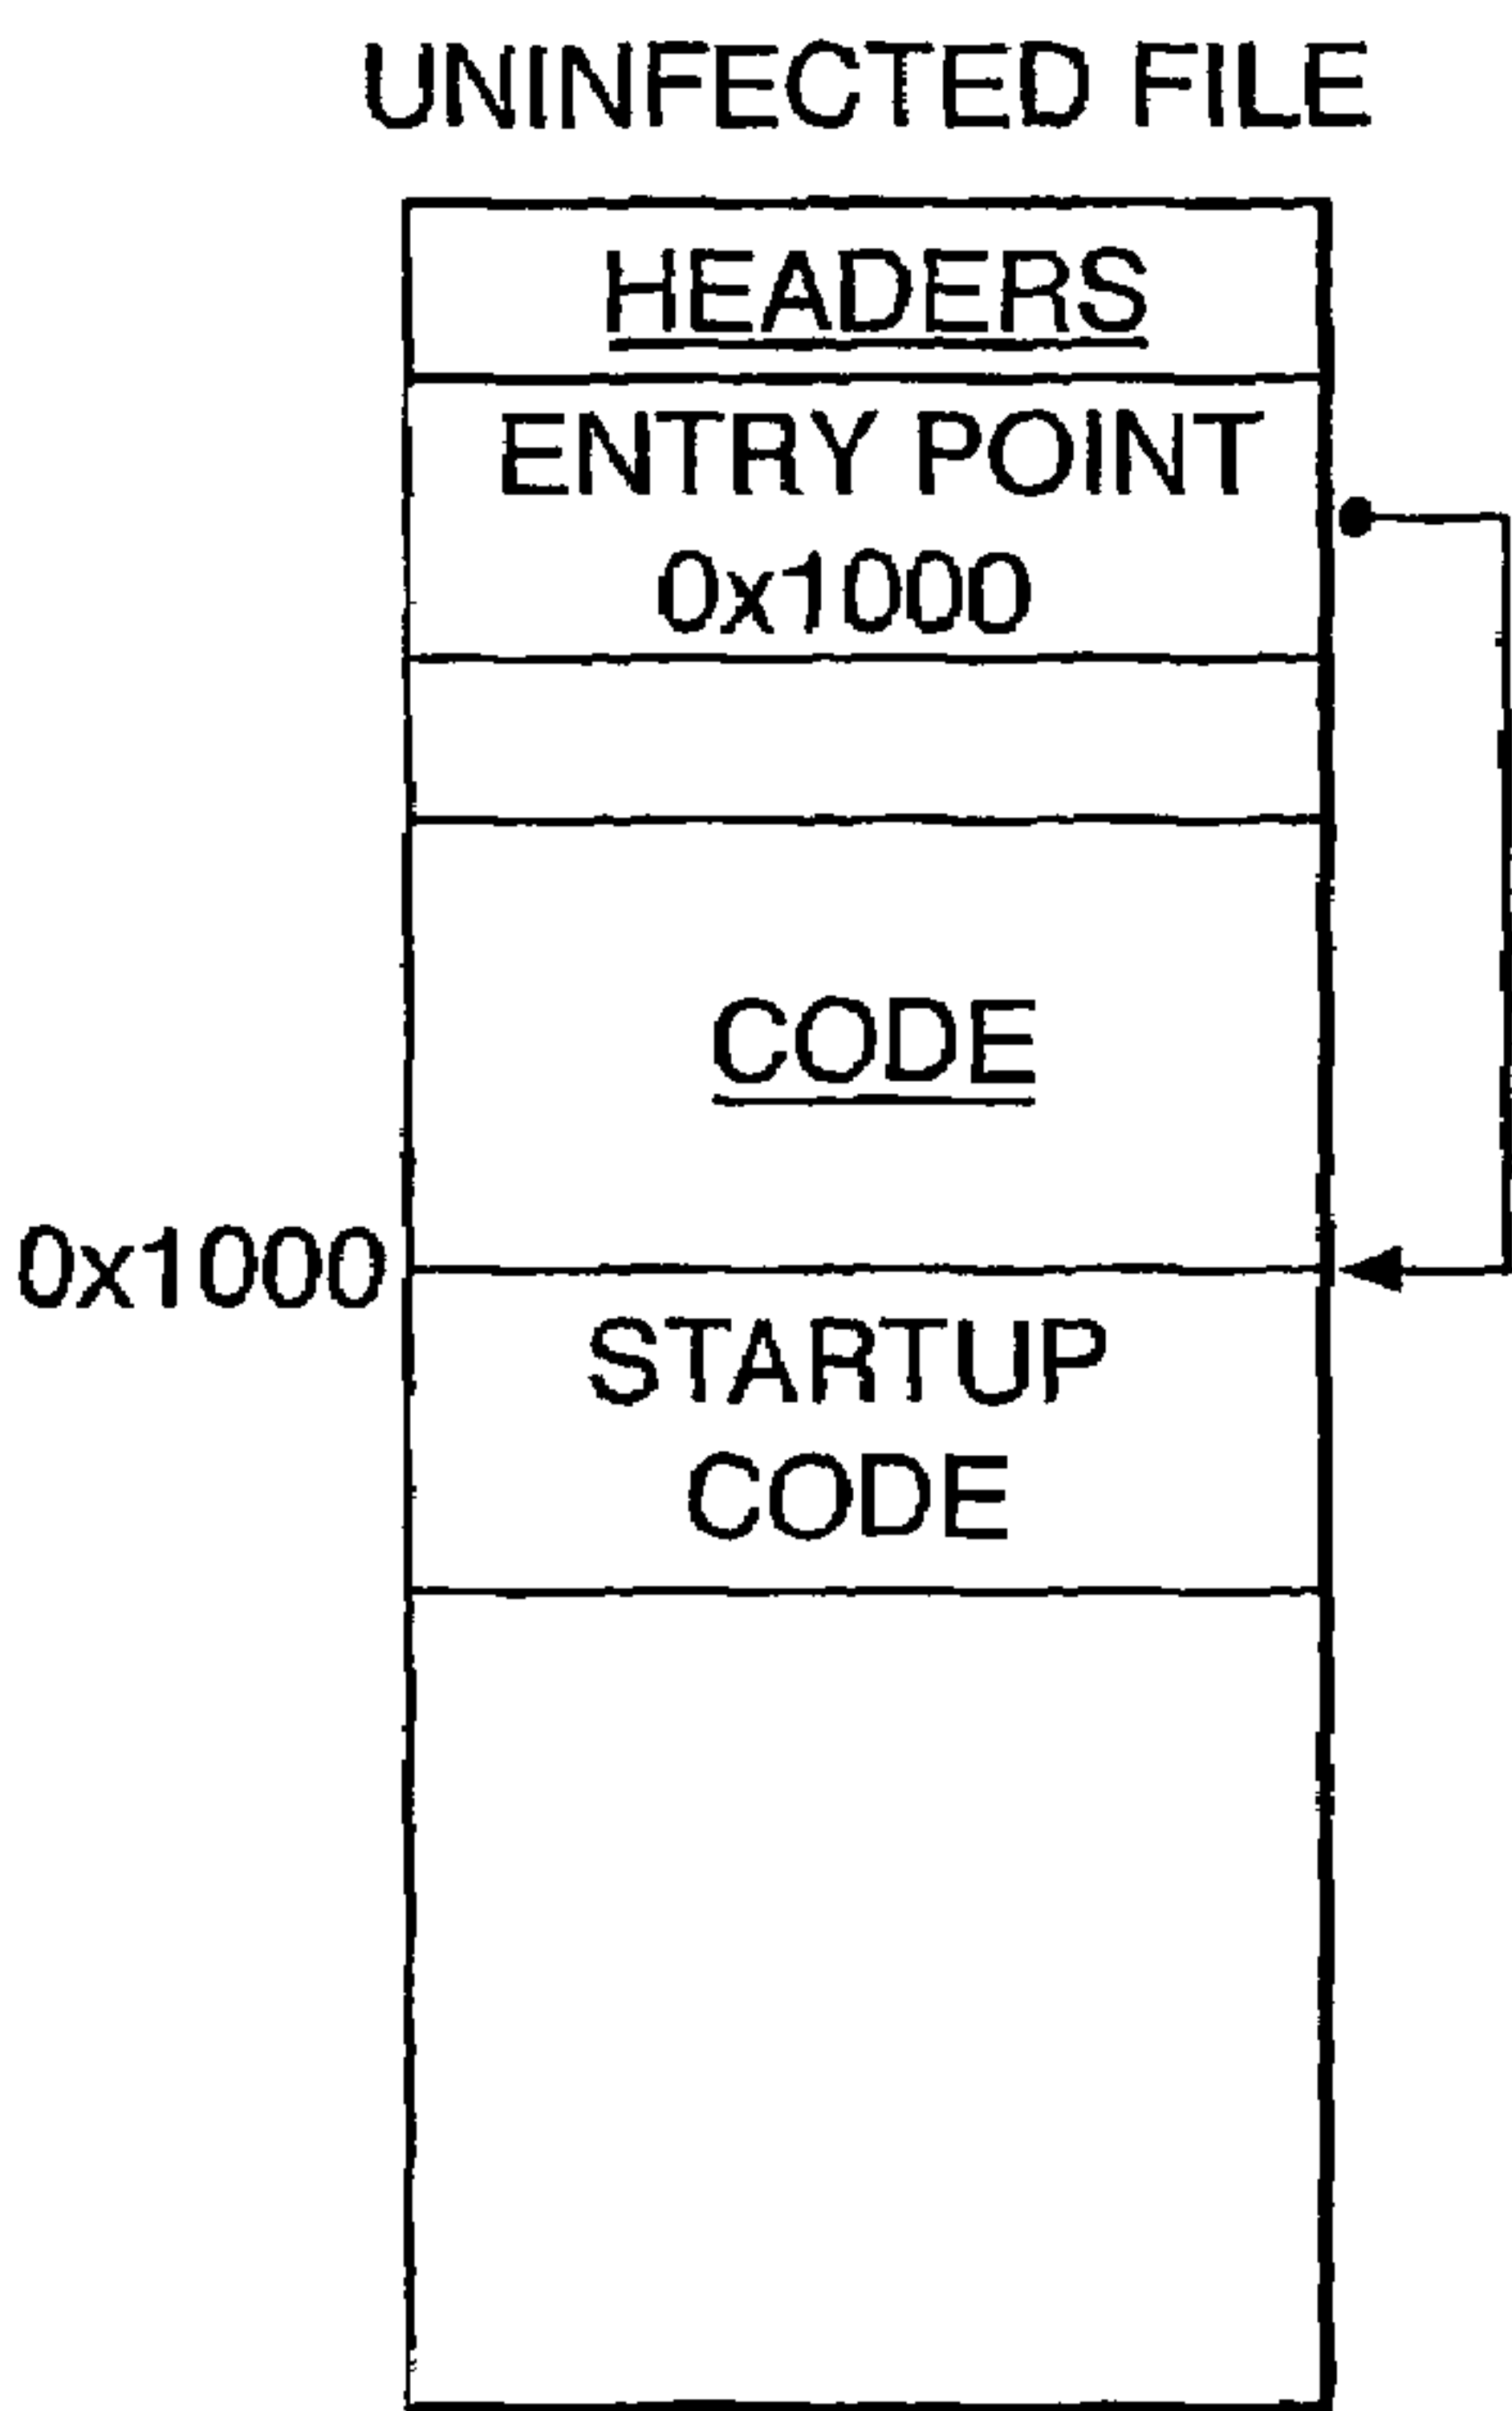 UNINFECTED FILE
HEADERS
ENTRY POINT
0x1000
CODE
0x1000
STARTUP
CODE